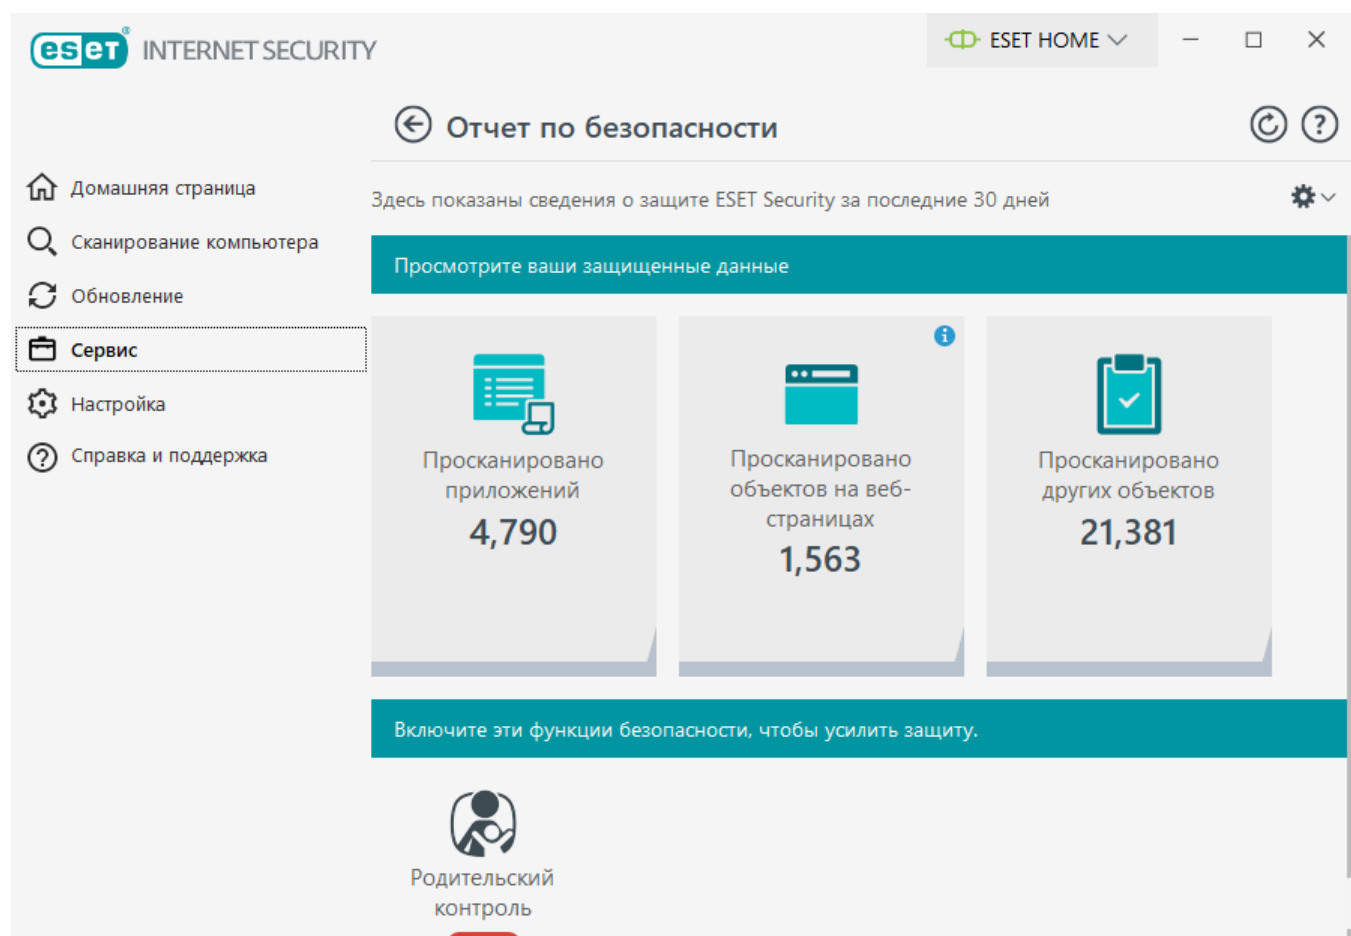 eset® INTERNET SECURITY
ESET HOME
Отчет по безопасности
Домашняя страница
Сканирование компьютера
Обновление
Сервис
Настройка
Справка и поддержка
Здесь показаны сведения о защите ESET Security за последние 30 дней
Просмотрите ваши защищенные данные
Просканировано
приложений
4,790
Просканировано
объектов на веб-
страницах
1,563
Просканировано
других объектов
21,381
Включите эти функции безопасности, чтобы усилить защиту.
Родительский
контроль